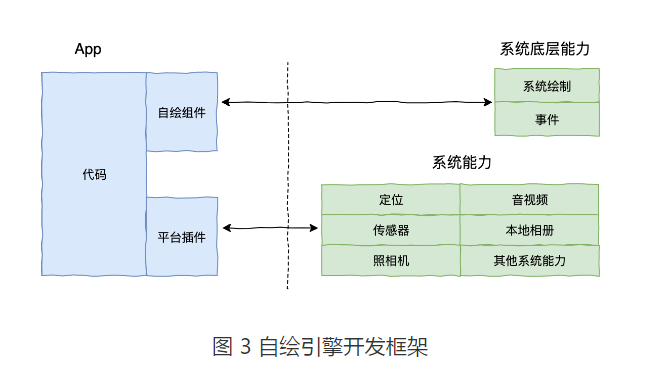 App
系统底层能力
系统绘制
自绘组件
事件
系统能力
代码
定位
音视频
平台插件
传感器
本地相册
照相机
其他系统能力
图 3 自绘引擎开发框架